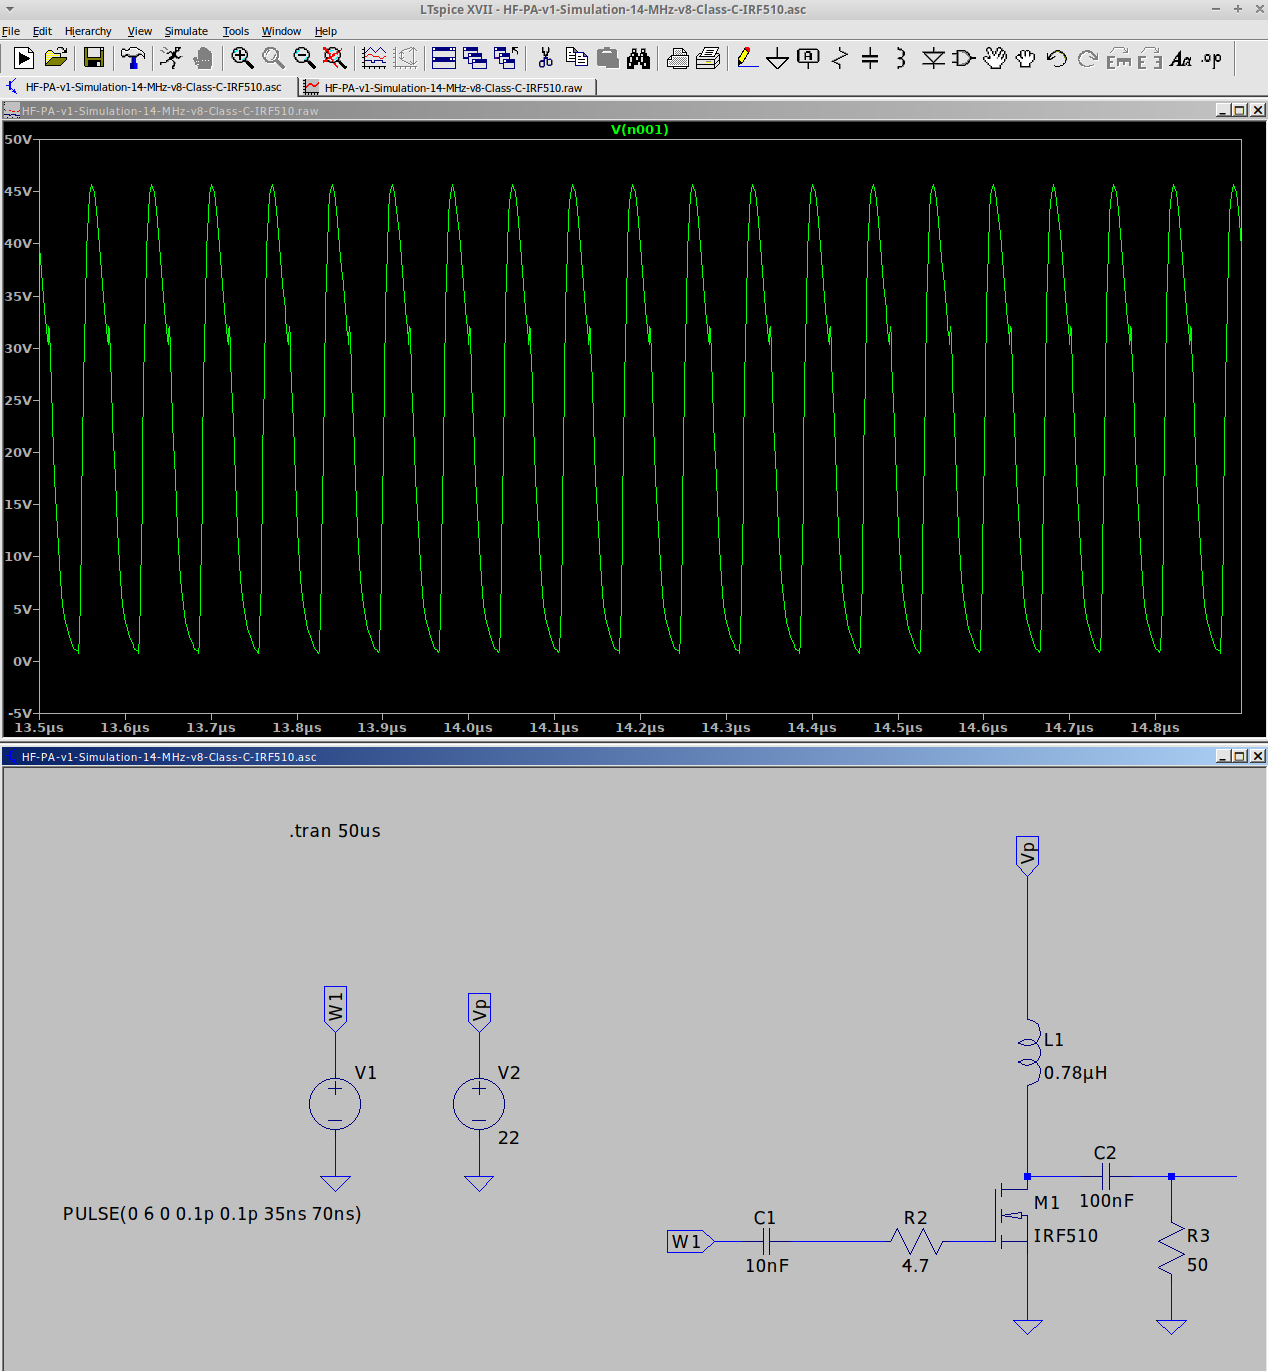 LTspice XVII - HF-PA-v1-Simulation-14-MHz-v8-Class-C-IRF510.asc
File Edit Hierarchy View Simulate Tools Window Help
A Aa .op
HF-PA-v1-Simulation-14-MHz-v8-Class-C-IRF510.asc HF-PA-v1-Simulation-14-MHz-v8-Class-C-IRF510.raw
HF-PA-v1-Simulation-14-MHz-v8-Class-C-IRF510.raw
V(n001)
50V
45V
40V
35V
30V
25V
20V
15V
10V
5V
0V
-5V
13.5µs 13.6µs 13.7µs 13.8µs 13.9µs 14.0µs 14.1µs 14.2µs 14.3µs 14.4µs 14.5µs 14.6µs 14.7µs 14.8µs
HF-PA-v1-Simulation-14-MHz-v8-Class-C-IRF510.asc
.tran 50us
Vp
W1
Vp
L1
0.78µH
V1
V2
22
C2
100nF
M1
IRF510
PULSE(0 6 0 0.1p 0.1p 35ns 70ns)
W1
C1
10nF
R2
4.7
R3
50